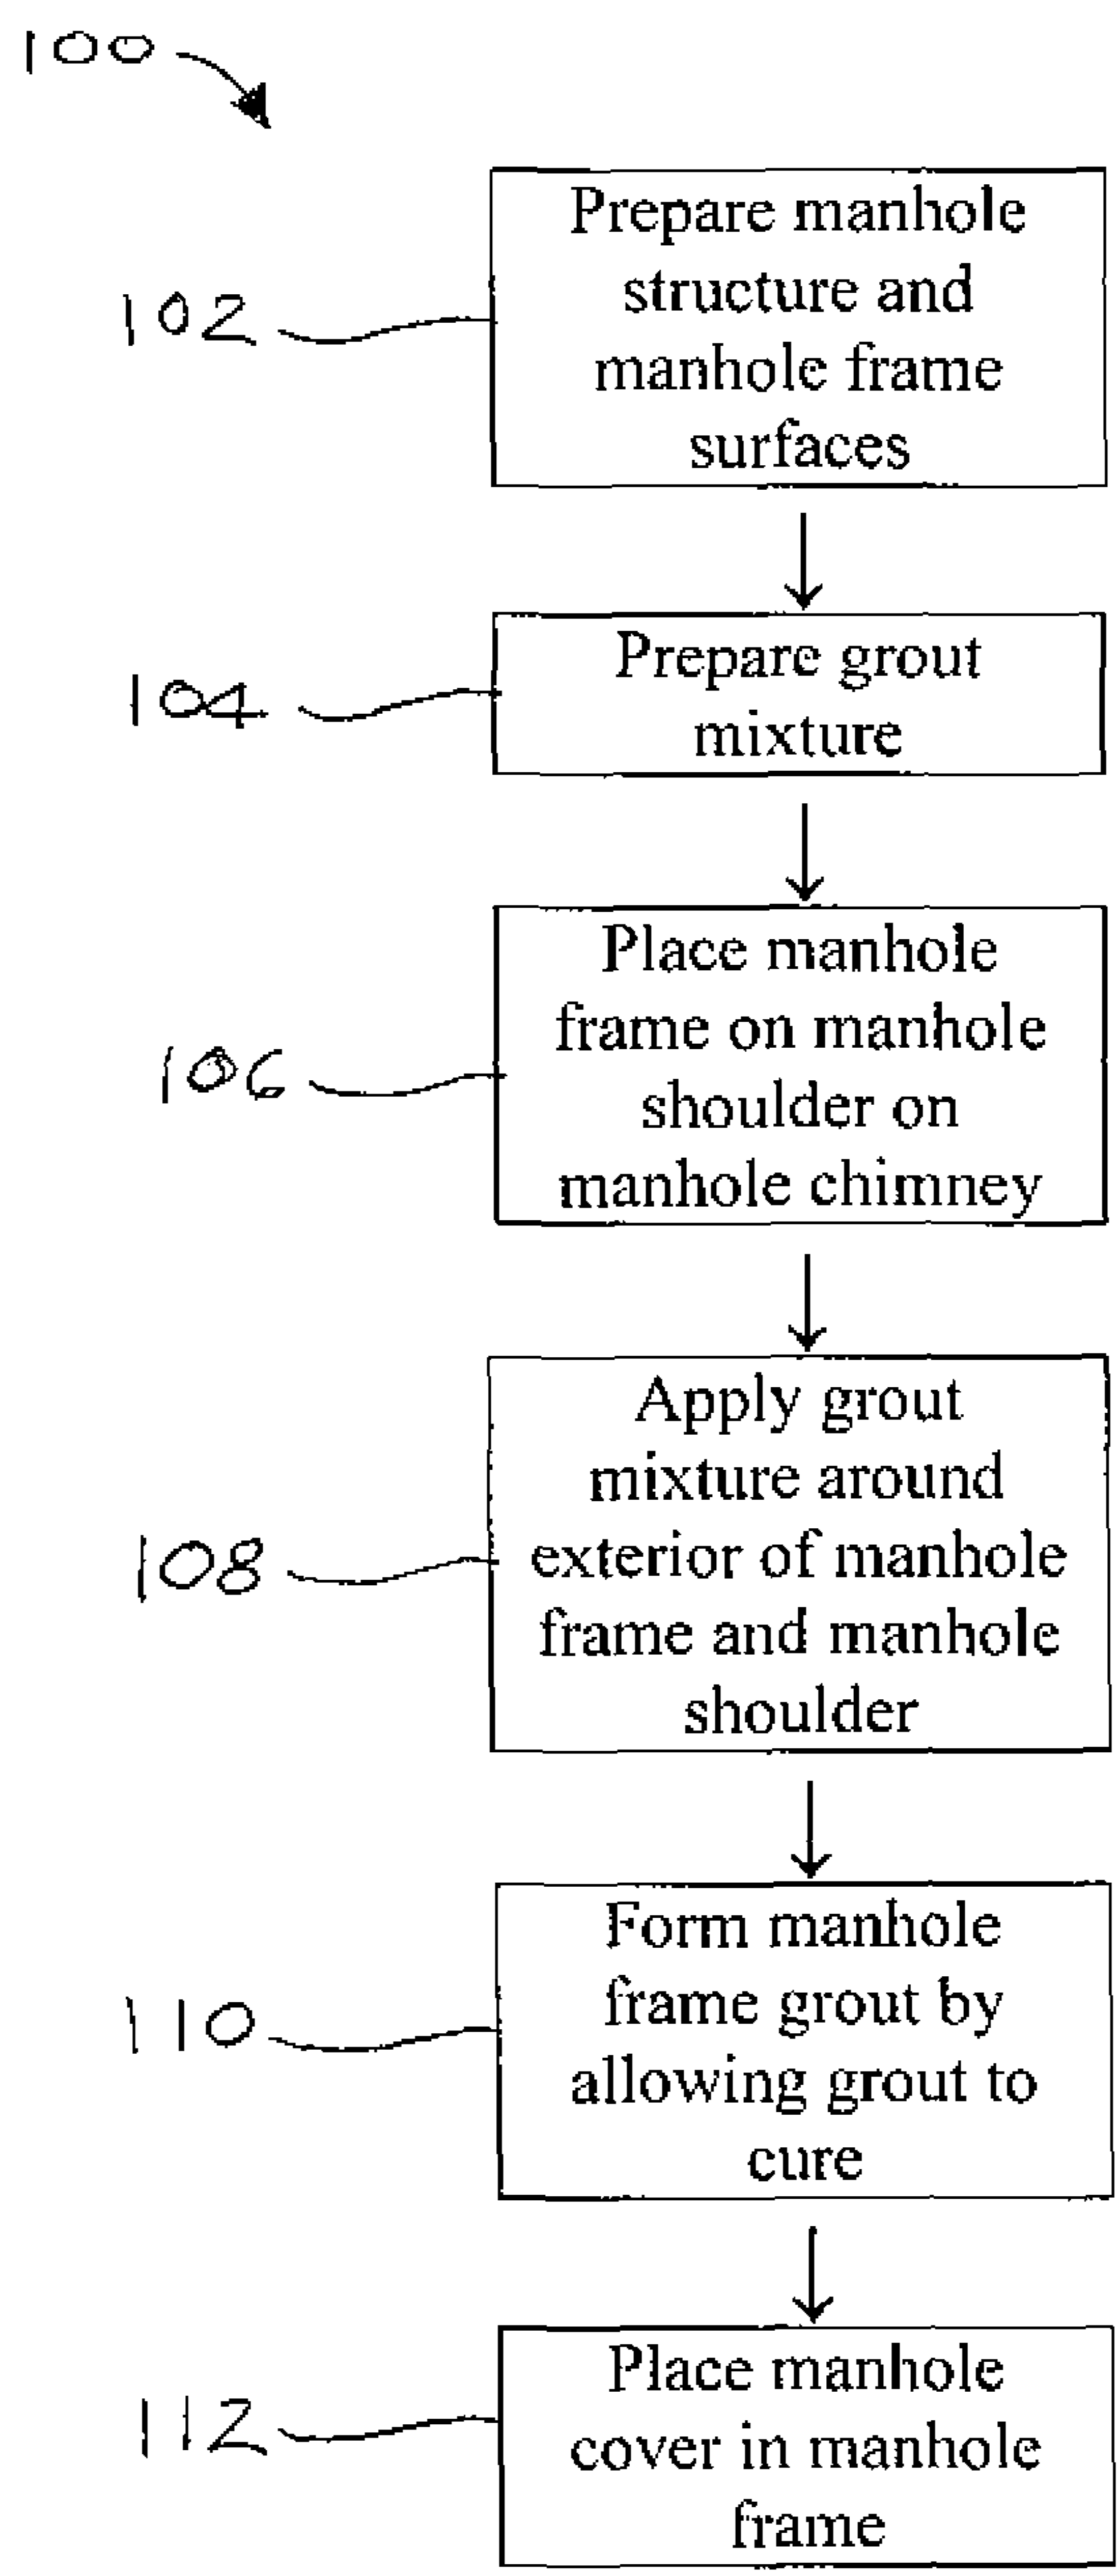 100
Prepare manhole
structure and
manhole frame
surfaces
102
Prepare grout
mixture
104
Place manhole
frame on manhole
shoulder on
manhole chimney
106
Apply grout
mixture around
exterior of manhole
frame and manhole
shoulder
108
Form manhole
frame grout by
allowing grout to
cure
110
Place manhole
cover in manhole
frame
112